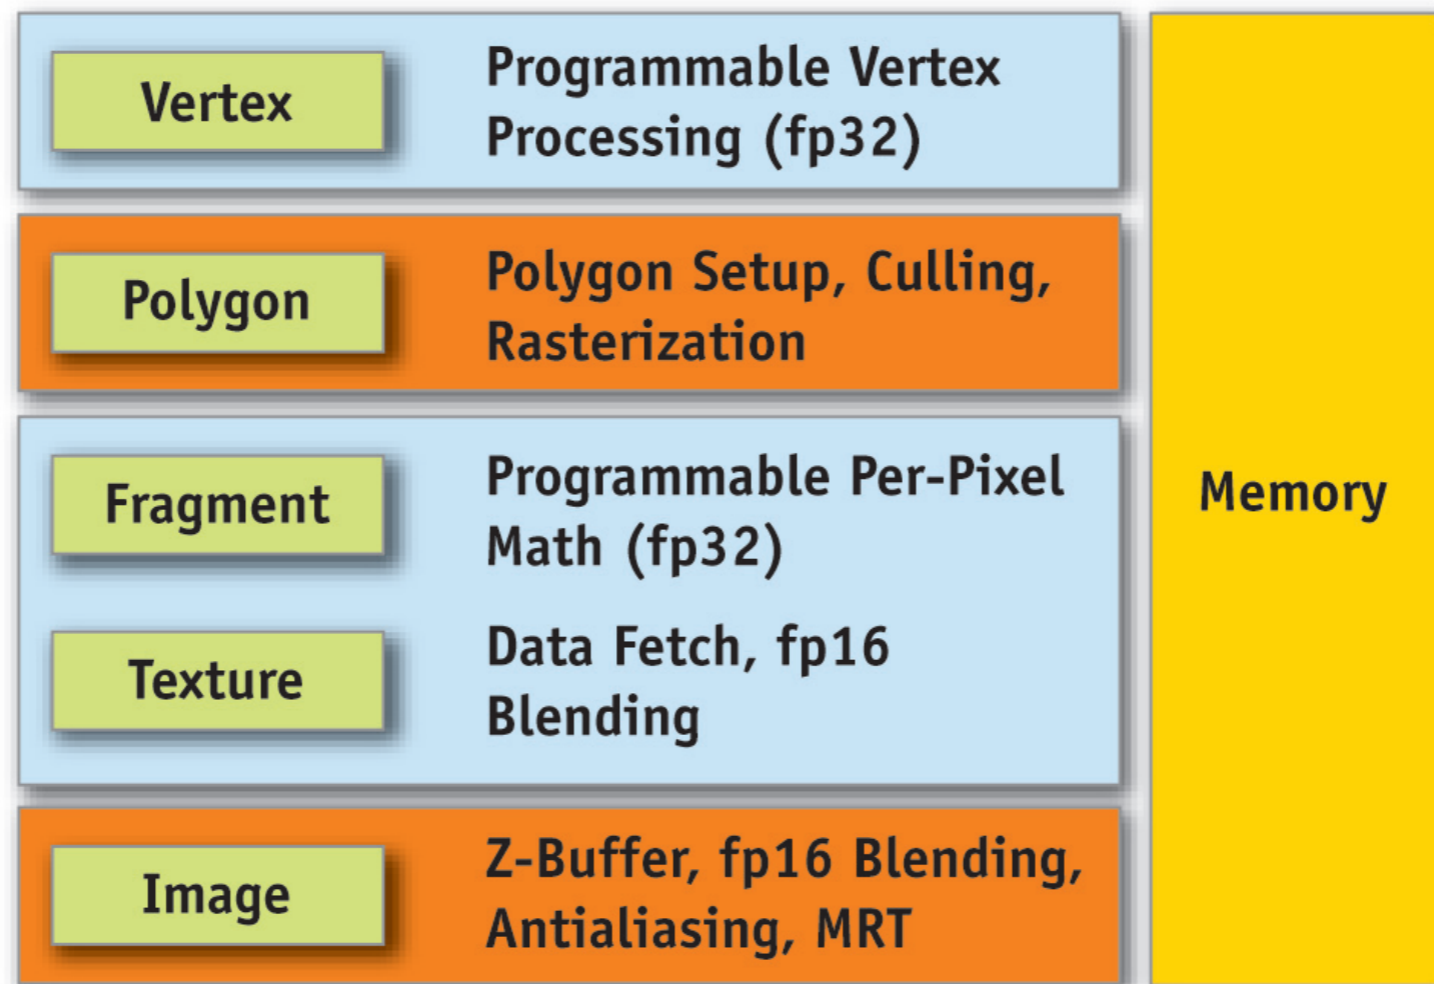 Vertex
Programmable Vertex
Processing (fp32)
Polygon
Polygon Setup, Culling,
Rasterization
Fragment
Programmable Per-Pixel
Math (fp32)
Texture
Data Fetch, fp16
Blending
Image
Z-Buffer, fp16 Blending,
Antialiasing, MRT
Memory